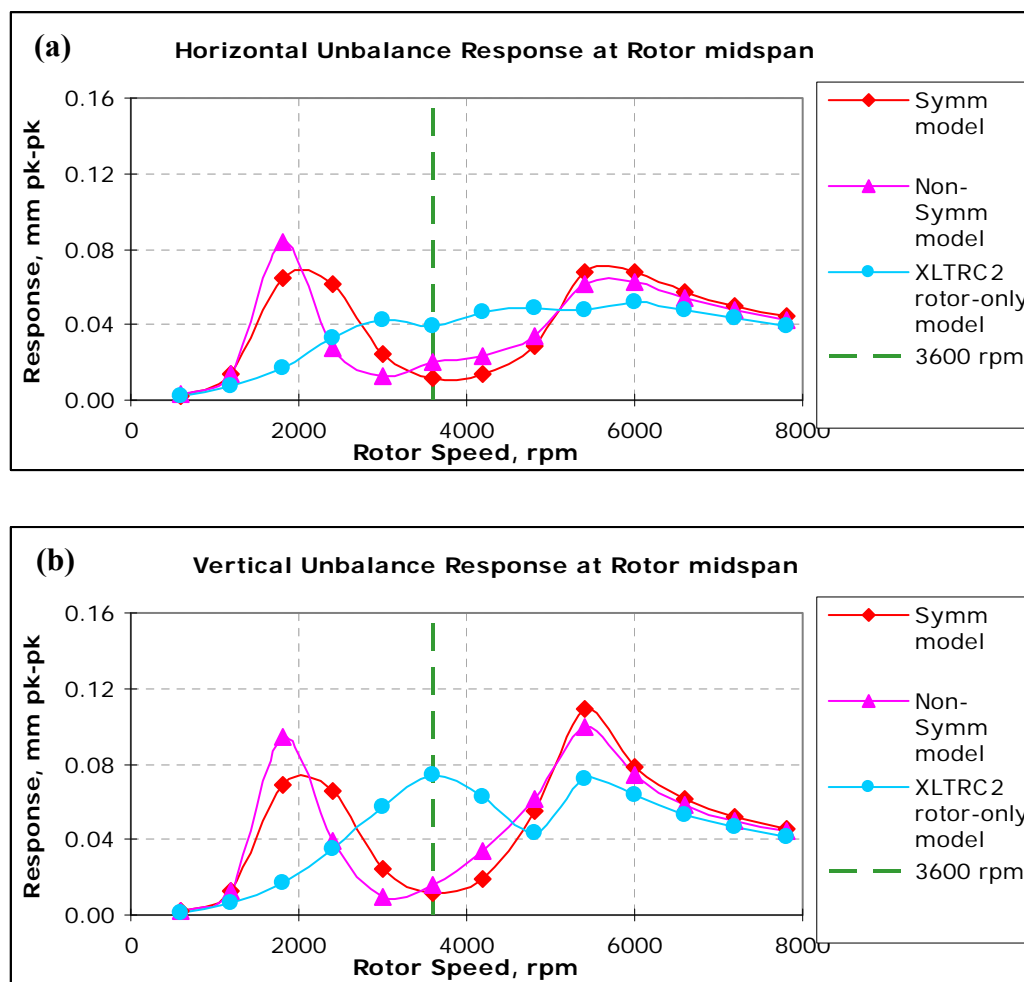 (a)
Horizontal Unbalance Response at Rotor midspan
Response, mm pk-pk
0.16
0.12
0.08
0.04
0.00
0
2000
4000
6000
8000
Rotor Speed, rpm
Symm
model
Non-
Symm
model
XLTRC2
rotor-only
model
3600 rpm
(b)
Vertical Unbalance Response at Rotor midspan
Response, mm pk-pk
0.16
0.12
0.08
0.04
0.00
0
2000
4000
6000
8000
Rotor Speed, rpm
Symm
model
Non-
Symm
model
XLTRC2
rotor-only
model
3600 rpm